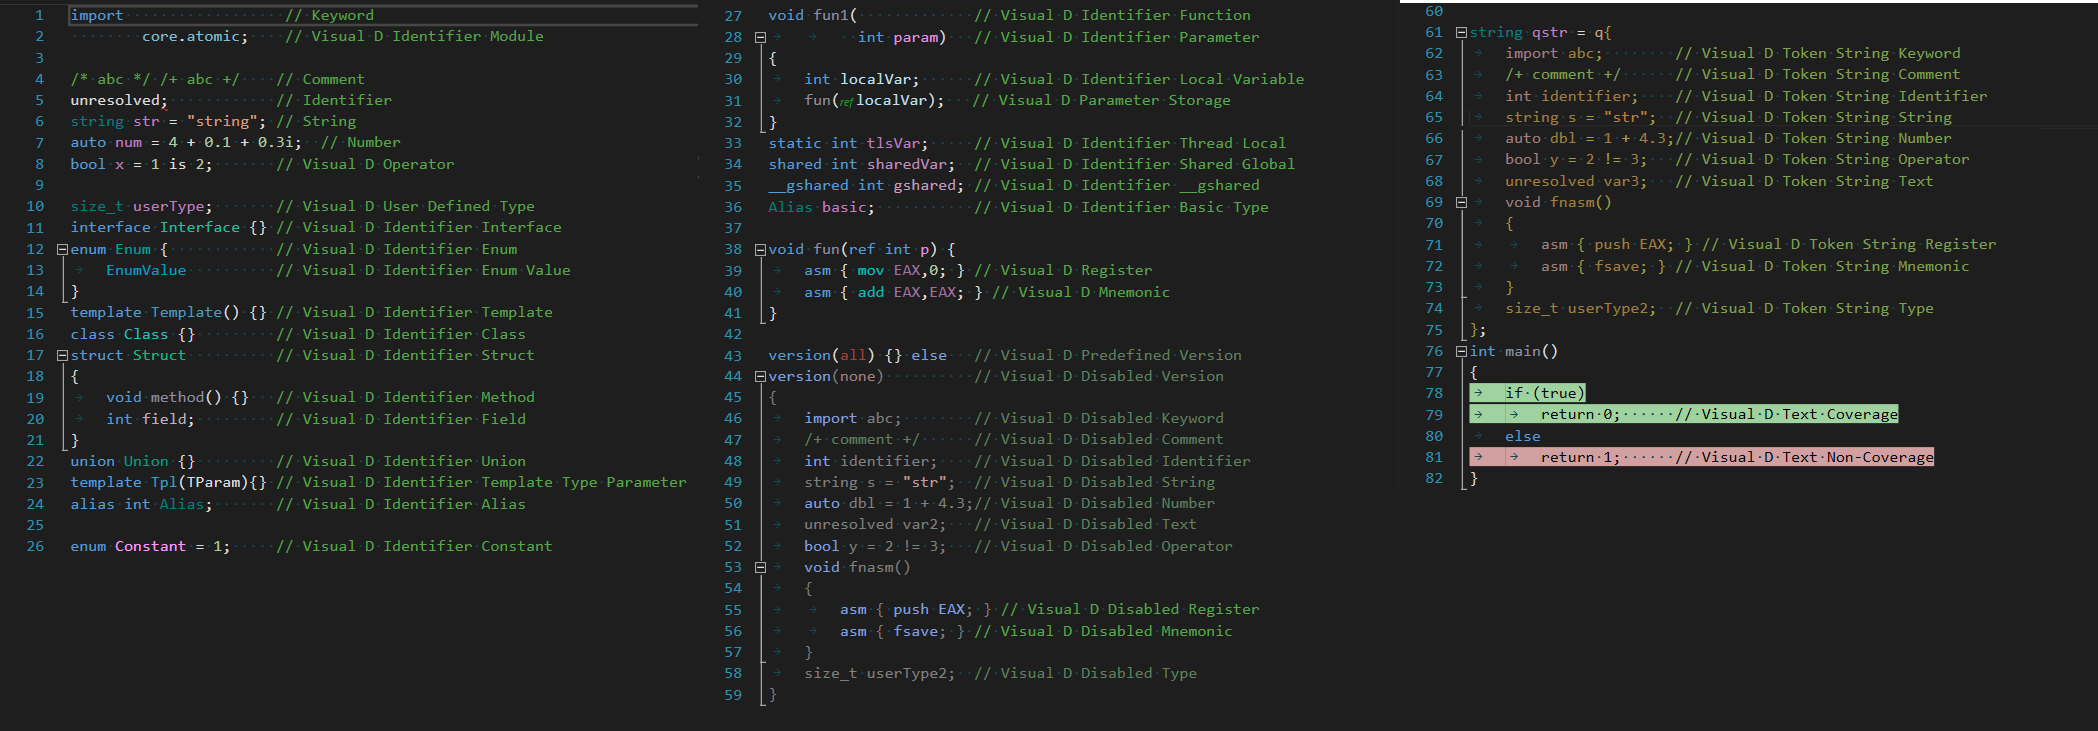 1 import // Keyword
2 core.atomic; // Visual D Identifier Module
3
4 /* abc */ /+ abc +/ // Comment
5 unresolved; // Identifier
6 string str = "string"; // String
7 auto num = 4 + 0.1 + 0.3i; // Number
8 bool x = 1 is 2; // Visual D Operator
9
10 size_t userType; // Visual D User Defined Type
11 interface Interface {} // Visual D Identifier Interface
12 enum Enum { // Visual D Identifier Enum
13 EnumValue // Visual D Identifier Enum Value
14 }
15 template Template() {} // Visual D Identifier Template
16 class Class {} // Visual D Identifier Class
17 struct Struct // Visual D Identifier Struct
18 {
19 void method() {} // Visual D Identifier Method
20 int field; // Visual D Identifier Field
21 }
22 union Union {} // Visual D Identifier Union
23 template Tpl(TParam){} // Visual D Identifier Template Type Parameter
24 alias int Alias; // Visual D Identifier Alias
25
26 enum Constant = 1; // Visual D Identifier Constant
27 void fun1( // Visual D Identifier Function
28 int param) // Visual D Identifier Parameter
29 {
30 int localVar; // Visual D Identifier Local Variable
31 fun(ref localVar); // Visual D Parameter Storage
32 }
33 static int tlsVar; // Visual D Identifier Thread Local
34 shared int sharedVar; // Visual D Identifier Shared Global
35 __gshared int gshared; // Visual D Identifier __gshared
36 Alias basic; // Visual D Identifier Basic Type
37
38 void fun(ref int p) {
39 asm { mov EAX,0; } // Visual D Register
40 asm { add EAX,EAX; } // Visual D Mnemonic
41 }
42
43 version(all) {} else // Visual D Predefined Version
44 version(none) // Visual D Disabled Version
45 {
46 import abc; // Visual D Disabled Keyword
47 /+ comment +/ // Visual D Disabled Comment
48 int identifier; // Visual D Disabled Identifier
49 string s = "str"; // Visual D Disabled String
50 auto dbl = 1 + 4.3;// Visual D Disabled Number
51 unresolved var2; // Visual D Disabled Text
52 bool y = 2 != 3; // Visual D Disabled Operator
53 void fnasm()
54 {
55 asm { push EAX; } // Visual D Disabled Register
56 asm { fsave; } // Visual D Disabled Mnemonic
57 }
58 size_t userType2; // Visual D Disabled Type
59 }
60
61 string qstr = q{
62 import abc; // Visual D Token String Keyword
63 /+ comment +/ // Visual D Token String Comment
64 int identifier; // Visual D Token String Identifier
65 string s = "str"; // Visual D Token String String
66 auto dbl = 1 + 4.3;// Visual D Token String Number
67 bool y = 2 != 3; // Visual D Token String Operator
68 unresolved var3; // Visual D Token String Text
69 void fnasm()
70 {
71 asm { push EAX; } // Visual D Token String Register
72 asm { fsave; } // Visual D Token String Mnemonic
73 }
74 size_t userType2; // Visual D Token String Type
75 };
76 int main()
77 {
78 if (true)
79 return 0; // Visual D Text Coverage
80 else
81 return 1; // Visual D Text Non-Coverage
82 }